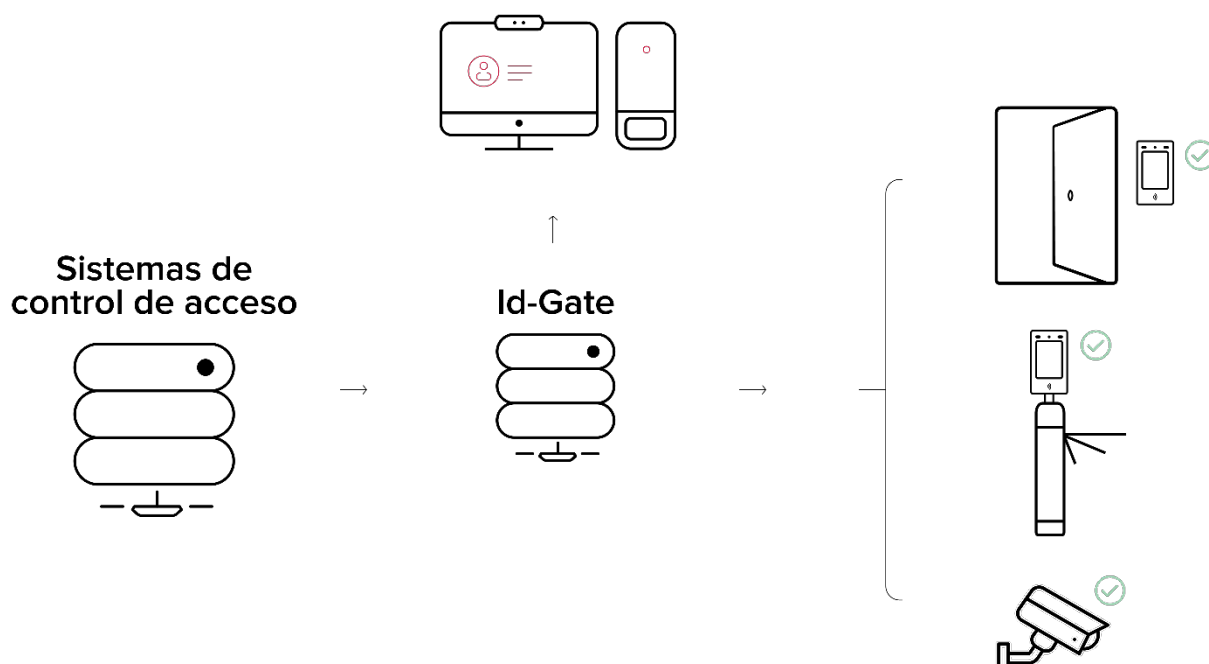 Sistemas de
control de acceso
Id-Gate